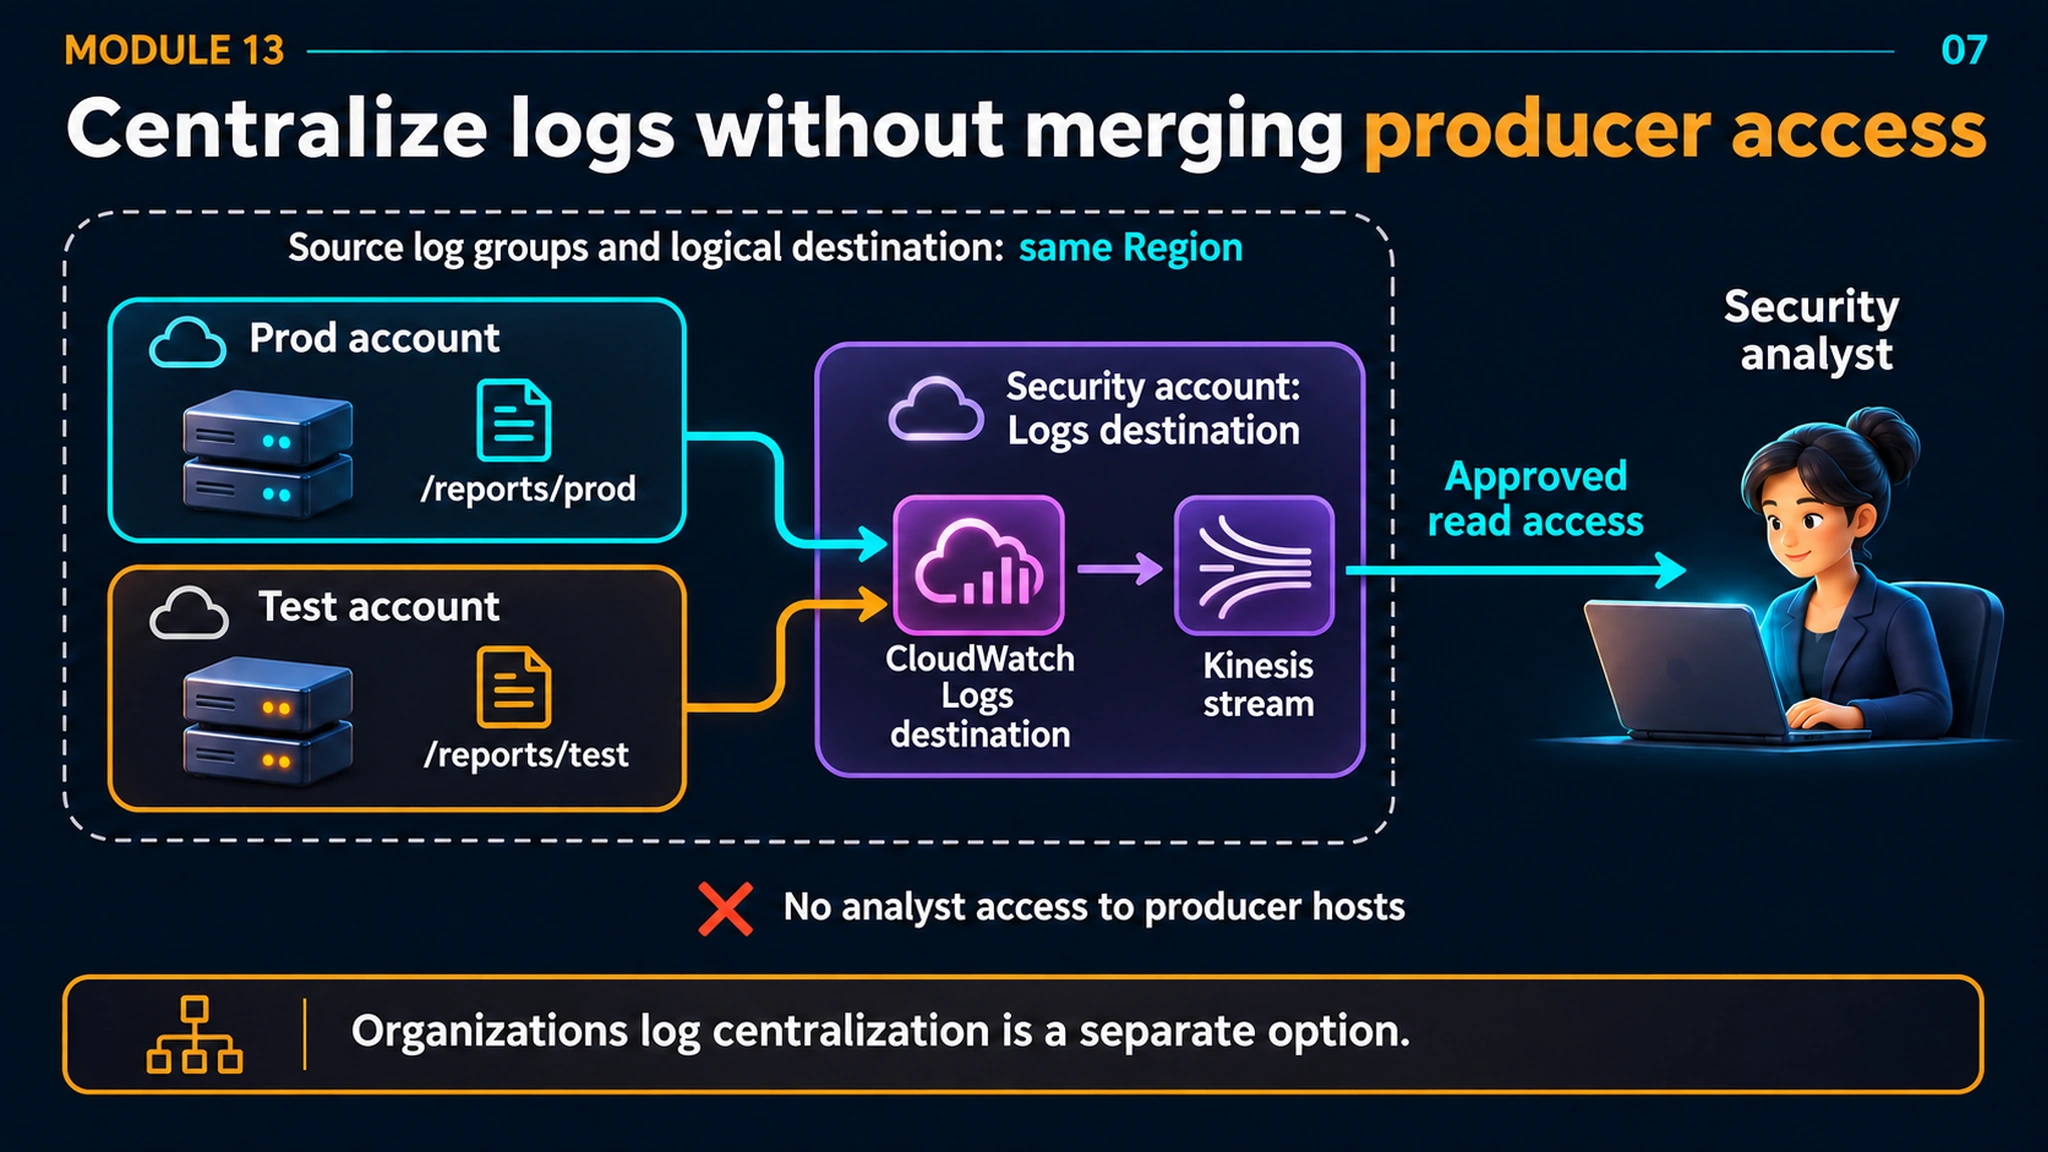 MODULE 13
07
Centralize logs without merging producer access
Source log groups and logical destination: same Region
Prod account
/reports/prod
Test account
/reports/test
Security account:
Logs destination
CloudWatch
Logs
destination
Kinesis
stream
Approved
read access
Security
analyst
No analyst access to producer hosts
Organizations log centralization is a separate option.